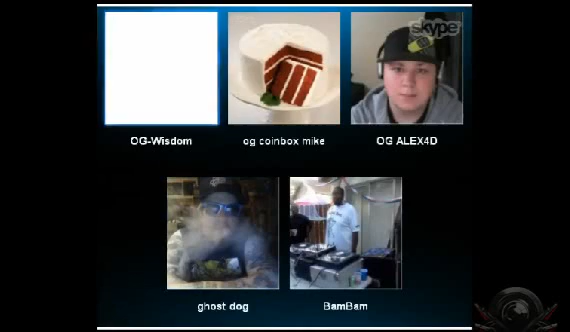 skype
OG-Wisdom
og coinbox mike
OG ALEX4D
ghost dog
BamBam